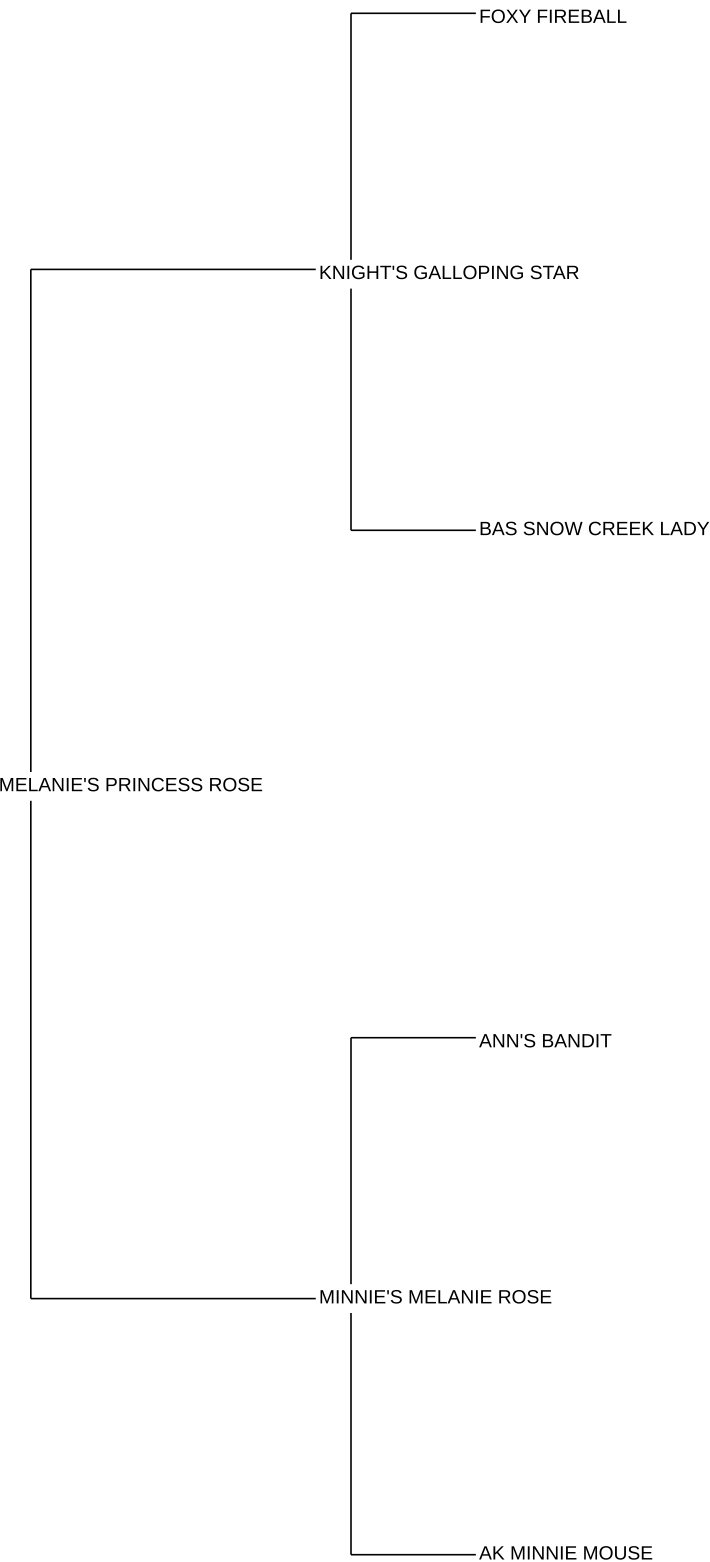 FOXY FIREBALL
KNIGHT'S GALLOPING STAR
BAS SNOW CREEK LADY
MELANIE'S PRINCESS ROSE
ANN'S BANDIT
MINNIE'S MELANIE ROSE
AK MINNIE MOUSE